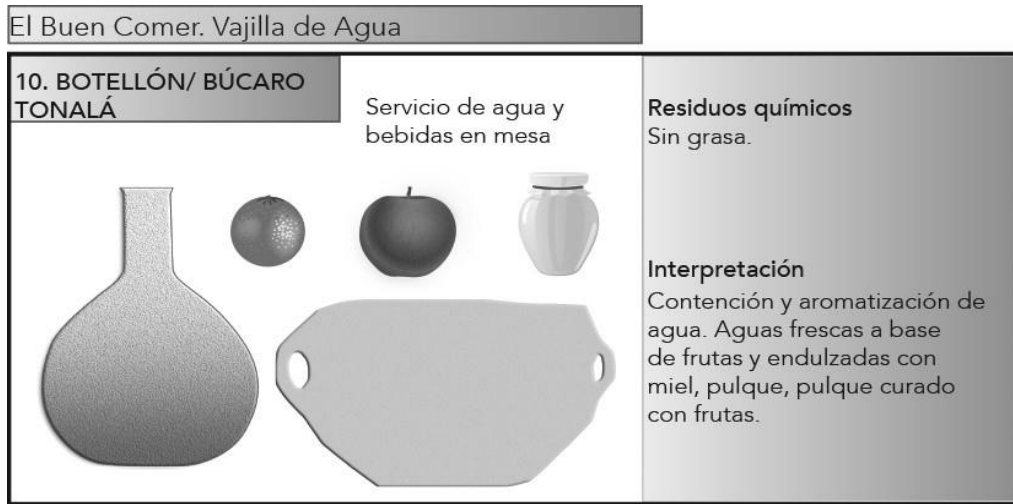 El Buen Comer. Vajilla de Agua
10. BOTELLÓN/ BÚCARO
TONALÁ
Servicio de agua y
bebidas en mesa
Residuos químicos
Sin grasa.
Interpretación
Contención y aromatización de
agua. Aguas frescas a base
de frutas y endulzadas con
miel, pulque, pulque curado
con frutas.